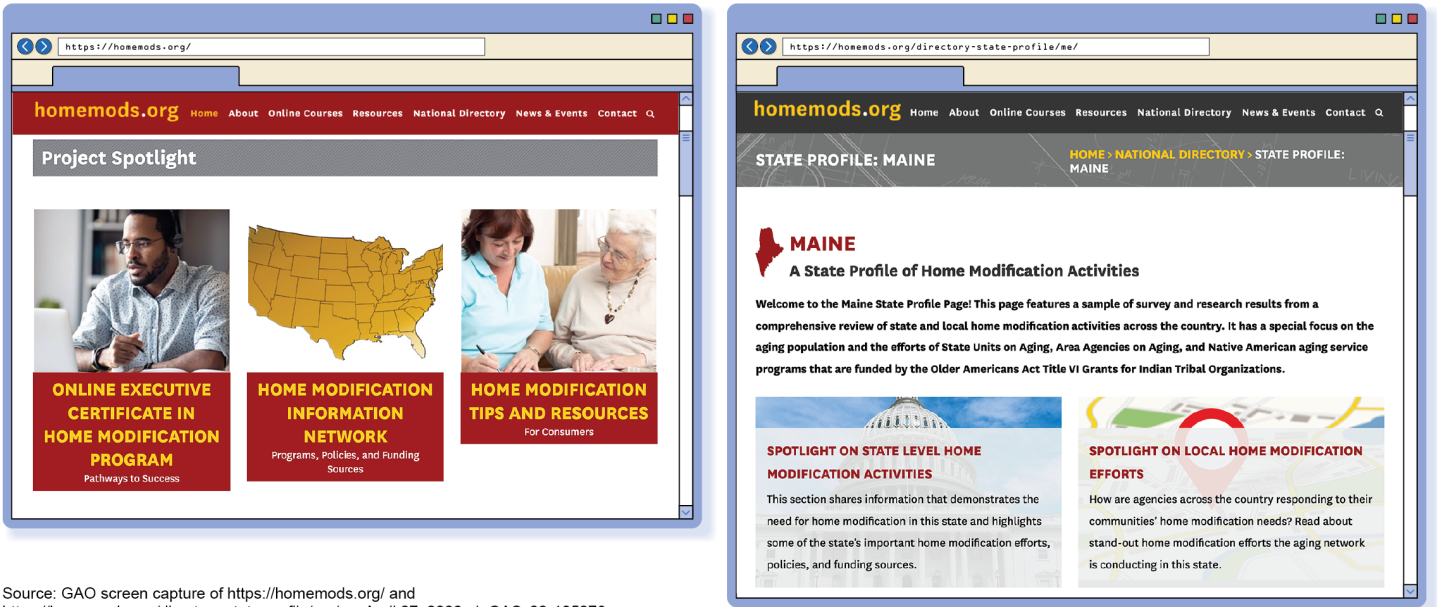 https://homemods.org/
homemods.org Home About Online Courses Resources National Directory News & Events Contact
Project Spotlight
ONLINE EXECUTIVE
CERTIFICATE IN
HOME MODIFICATION
PROGRAM
Pathways to Success
HOME MODIFICATION
INFORMATION
NETWORK
Programs, Policies, and Funding
Sources
HOME MODIFICATION
TIPS AND RESOURCES
For Consumers
https://homemods.org/directory-state-profile/me/
homemods.org Home About Online Courses Resources National Directory News & Events Contact
STATE PROFILE: MAINE
HOME > NATIONAL DIRECTORY > STATE PROFILE:
MAINE
LIVING
MAINE
A State Profile of Home Modification Activities
Welcome to the Maine State Profile Page! This page features a sample of survey and research results from a
comprehensive review of state and local home modification activities across the country. It has a special focus on the
aging population and the efforts of State Units on Aging, Area Agencies on Aging, and Native American aging service
programs that are funded by the Older Americans Act Title VI Grants for Indian Tribal Organizations.
SPOTLIGHT ON STATE LEVEL HOME
MODIFICATION ACTIVITIES
This section shares information that demonstrates the
need for home modification in this state and highlights
some of the state's important home modification efforts,
policies, and funding sources.
SPOTLIGHT ON LOCAL HOME MODIFICATION
EFFORTS
How are agencies across the country responding to their
communities' home modification needs? Read about
stand-out home modification efforts the aging network
is conducting in this state.
Source: GAO screen capture of https://homemods.org/ and